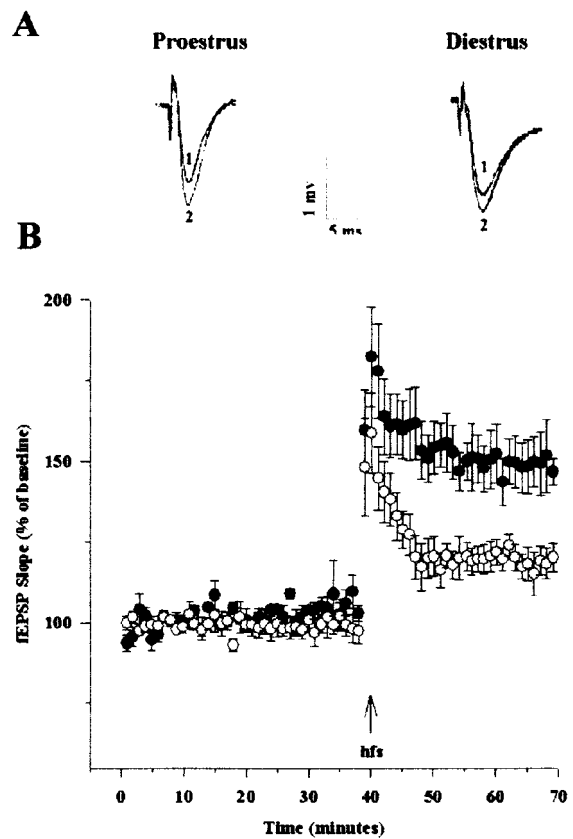 A
Proestrus
Diestrus
1
2
1 mv
5 ms
1
2
B
fEPSP Slope (% of baseline)
200
150
100
hfs
0 10 20 30 40 50 60 70
Time (minutes)